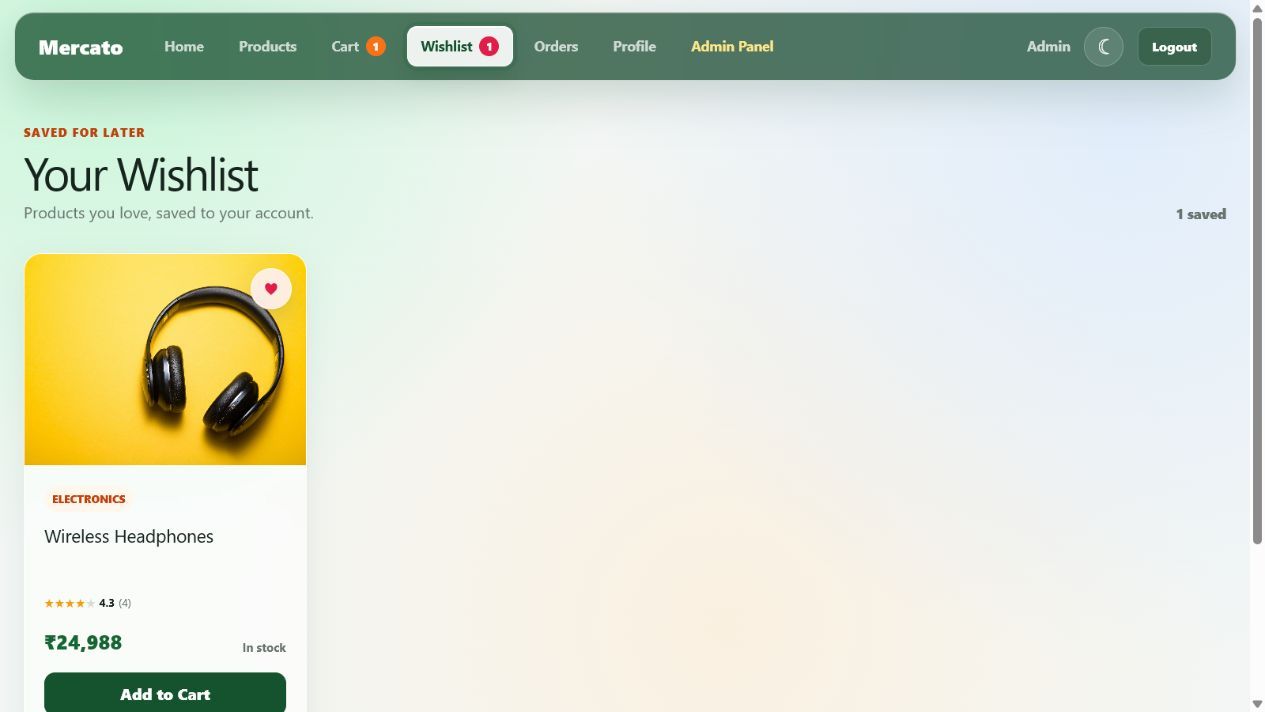 Mercato Home Products Cart 1 Wishlist 1 Orders Profile Admin Panel Admin Logout
SAVED FOR LATER
Your Wishlist
Products you love, saved to your account.
1 saved
ELECTRONICS
Wireless Headphones
★★★★★ 4.3 (4)
₹24,988
In stock
Add to Cart